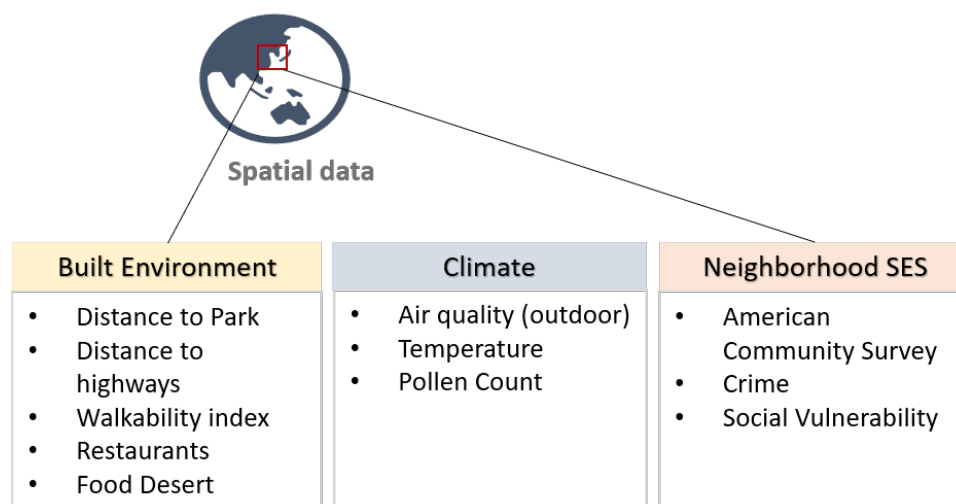 Spatial data
Built Environment
• Distance to Park
• Distance to
highways
• Walkability index
• Restaurants
• Food Desert
Climate
• Air quality (outdoor)
• Temperature
• Pollen Count
Neighborhood SES
• American
Community Survey
• Crime
• Social Vulnerability